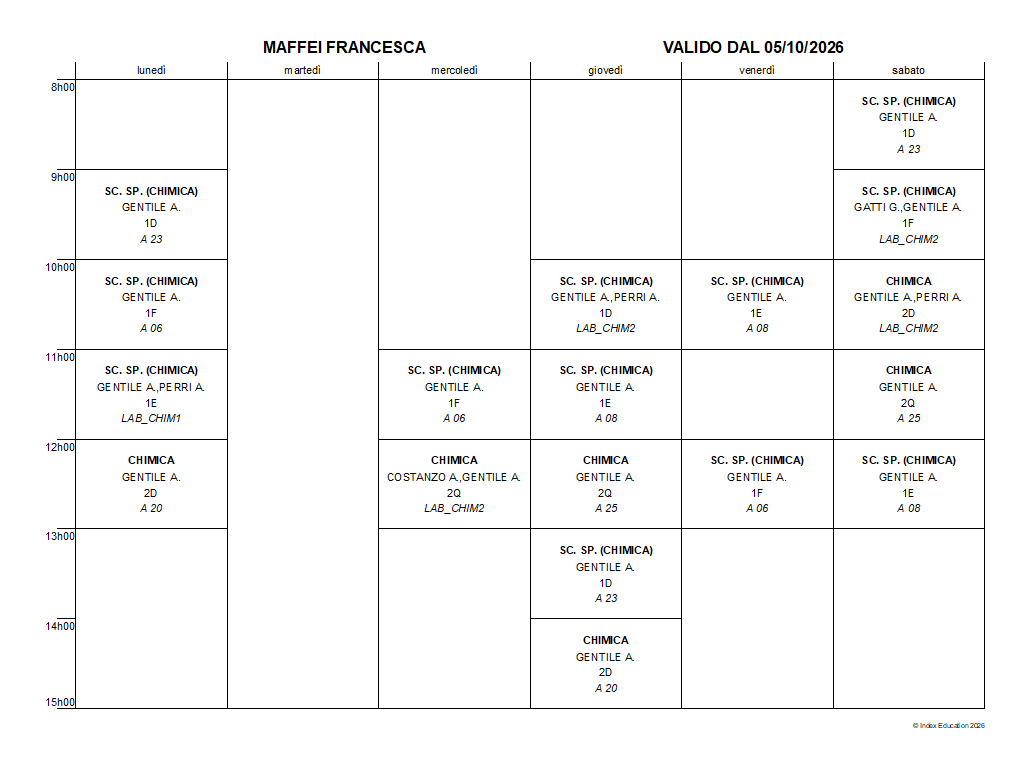 MAFFEI FRANCESCA
VALIDO DAL 05/10/2026
lunedì
martedì
mercoledì
giovedì
venerdì
sabato
8h00
SC. SP. (CHIMICA)
GENTILE A.
1D
A 23
9h00
SC. SP. (CHIMICA)
GENTILE A.
1D
A 23
SC. SP. (CHIMICA)
GATTI G.,GENTILE A.
1F
LAB_CHIM2
10h00
SC. SP. (CHIMICA)
GENTILE A.
1F
A 06
SC. SP. (CHIMICA)
GENTILE A.,PERRI A.
1D
LAB_CHIM2
SC. SP. (CHIMICA)
GENTILE A.
1E
A 08
CHIMICA
GENTILE A.,PERRI A.
2D
LAB_CHIM2
11h00
SC. SP. (CHIMICA)
GENTILE A.,PERRI A.
1E
LAB_CHIM1
SC. SP. (CHIMICA)
GENTILE A.
1F
A 06
SC. SP. (CHIMICA)
GENTILE A.
1E
A 08
CHIMICA
GENTILE A.
2Q
A 25
12h00
CHIMICA
GENTILE A.
2D
A 20
CHIMICA
COSTANZO A.,GENTILE A.
2Q
LAB_CHIM2
CHIMICA
GENTILE A.
2Q
A 25
SC. SP. (CHIMICA)
GENTILE A.
1F
A 06
SC. SP. (CHIMICA)
GENTILE A.
1E
A 08
13h00
SC. SP. (CHIMICA)
GENTILE A.
1D
A 23
14h00
CHIMICA
GENTILE A.
2D
A 20
15h00
© Index Education 2026